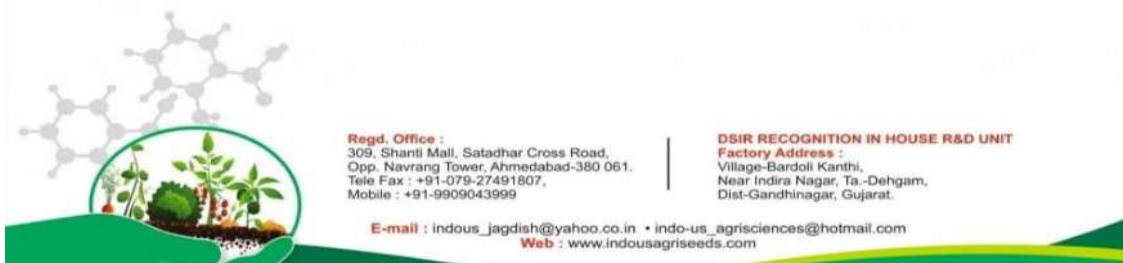 Regd. Office :
309, Shanti Mall, Satadhar Cross Road,
Opp. Navrang Tower, Ahmedabad-380 061.
Tele Fax : +91-079-27491807,
Mobile : +91-9909043999
DSIR RECOGNITION IN HOUSE R&D UNIT
Factory Address :
Village-Bardoli Kanthi,
Near Indira Nagar, Ta.-Dehgam,
Dist-Gandhinagar, Gujarat.
E-mail : indous_jagdish@yahoo.co.in • indo-us_agrisciences@hotmail.com
Web : www.indousagriseeds.com